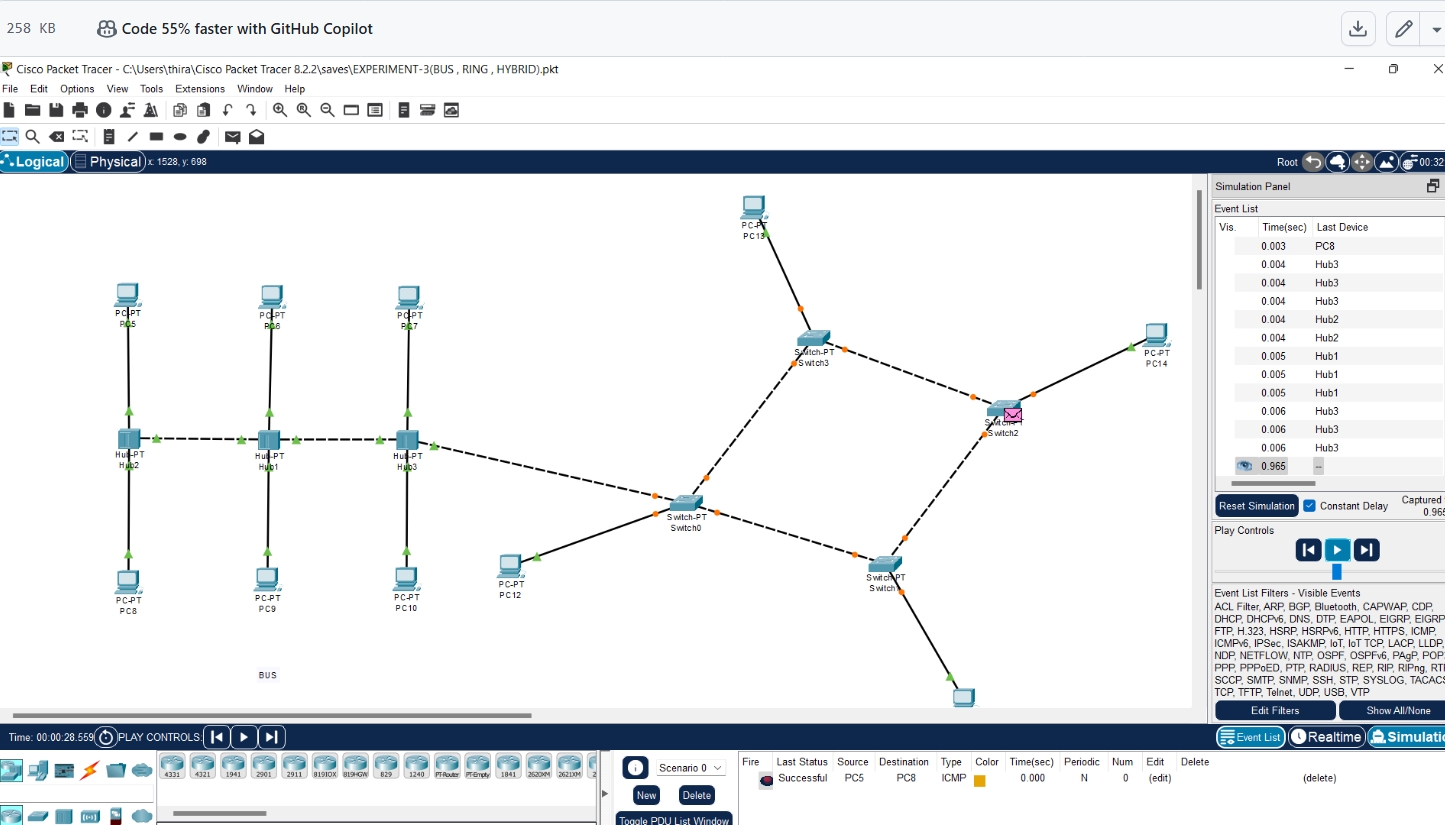 258 KB Code 55% faster with GitHub Copilot
Cisco Packet Tracer - C:\Users\thira\Cisco Packet Tracer 8.2.2\saves\EXPERIMENT-3(BUS , RING , HYBRID).pkt
File Edit Options View Tools Extensions Window Help
Logical Physical x: 1528, y: 698 Root 00:32
PC-PT
PC13
PC-PT
PC5
PC-PT
PC6
PC-PT
PC7
Switch-PT
Switch3
PC-PT
PC14
Switch2
Hub-PT
Hub2
Hub-PT
Hub1
Hub-PT
Hub3
Switch-PT
Switch0
Switch-PT
Switch
PC-PT
PC12
PC-PT
PC8
PC-PT
PC9
PC-PT
PC10
BUS
Simulation Panel
Event List
Vis. Time(sec) Last Device
0.003 PC8
0.004 Hub3
0.004 Hub3
0.004 Hub3
0.004 Hub2
0.004 Hub2
0.005 Hub1
0.005 Hub1
0.005 Hub1
0.006 Hub3
0.006 Hub3
0.006 Hub3
0.965 --
Reset Simulation Constant Delay Captured
0.965
Play Controls
Event List Filters - Visible Events
ACL Filter, ARP, BGP, Bluetooth, CAPWAP, CDP,
DHCP, DHCPv6, DNS, DTP, EAPOL, EIGRP, EIGRP
FTP, H.323, HSRP, HSRPv6, HTTP, HTTPS, ICMP,
ICMPv6, IPSec, ISAKMP, IoT, IoT TCP, LACP, LLDP,
NDP, NETFLOW, NTP, OSPF, OSPFv6, PAgP, POP
PPP, PPPoED, PTP, RADIUS, REP, RIP, RIPng, RT
SCCP, SMTP, SNMP, SSH, STP, SYSLOG, TACACS
TCP, TFTP, Telnet, UDP, USB, VTP
Edit Filters Show All/None
Time: 00:00:28.559 PLAY CONTROLS: Event List Realtime Simulatio
4331 4321 1941 2901 2911 819IOX 819HGW 829 1240 PT-Router PT-Empty 1841 2620XM 2621XM 2
Scenario 0
New Delete
Toggle PDU List Window
Fire Last Status Source Destination Type Color Time(sec) Periodic Num Edit Delete
Successful PC5 PC8 ICMP 0.000 N 0 (edit) (delete)